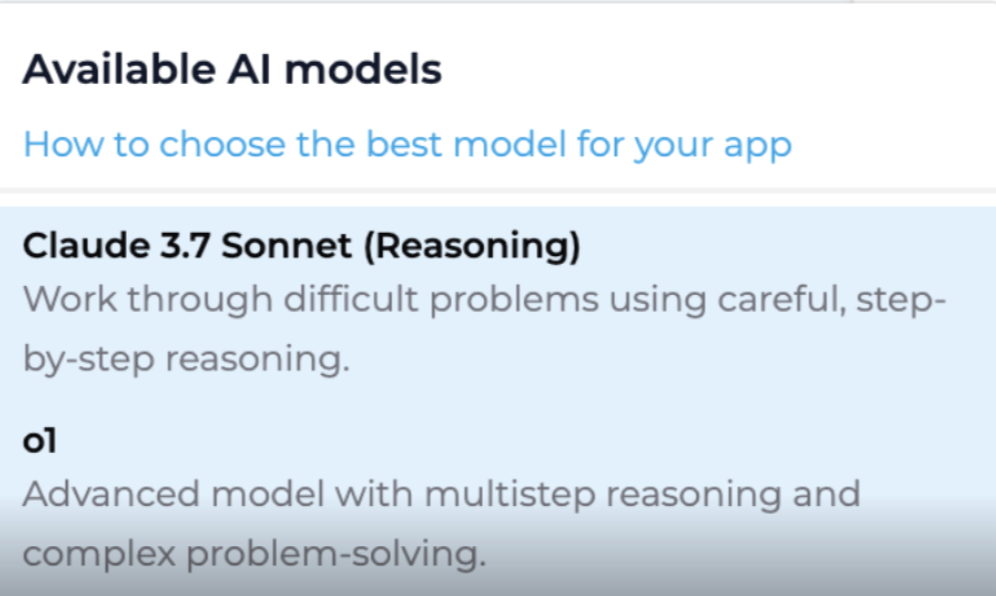 Available AI models
How to choose the best model for your app
Claude 3.7 Sonnet (Reasoning)
Work through difficult problems using careful, step-
by-step reasoning.
o1
Advanced model with multistep reasoning and
complex problem-solving.